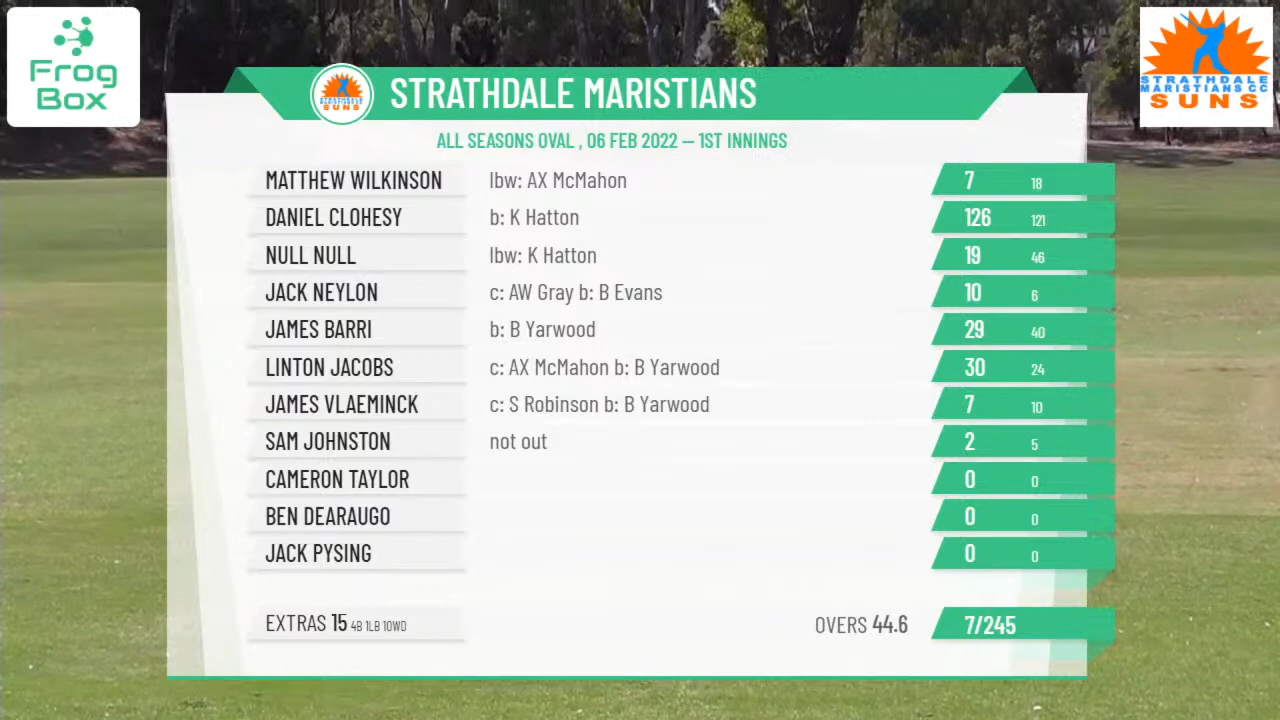 Frog
Box
STRATHDALE
MARISTIANS CC
SUNS
STRATHDALE MARISTIANS
ALL SEASONS OVAL , 06 FEB 2022 – 1ST INNINGS
MATTHEW WILKINSON lbw: AX McMahon 7 18
DANIEL CLOHESY b: K Hatton 126 121
NULL NULL lbw: K Hatton 19 46
JACK NEYLON c: AW Gray b: B Evans 10 6
JAMES BARRI b: B Yarwood 29 40
LINTON JACOBS c: AX McMahon b: B Yarwood 30 24
JAMES VLAEMINCK c: S Robinson b: B Yarwood 7 10
SAM JOHNSTON not out 2 5
CAMERON TAYLOR 0 0
BEN DEARAUGO 0 0
JACK PYSING 0 0
EXTRAS 15 4B 1LB 10WD OVERS 44.6 7/245